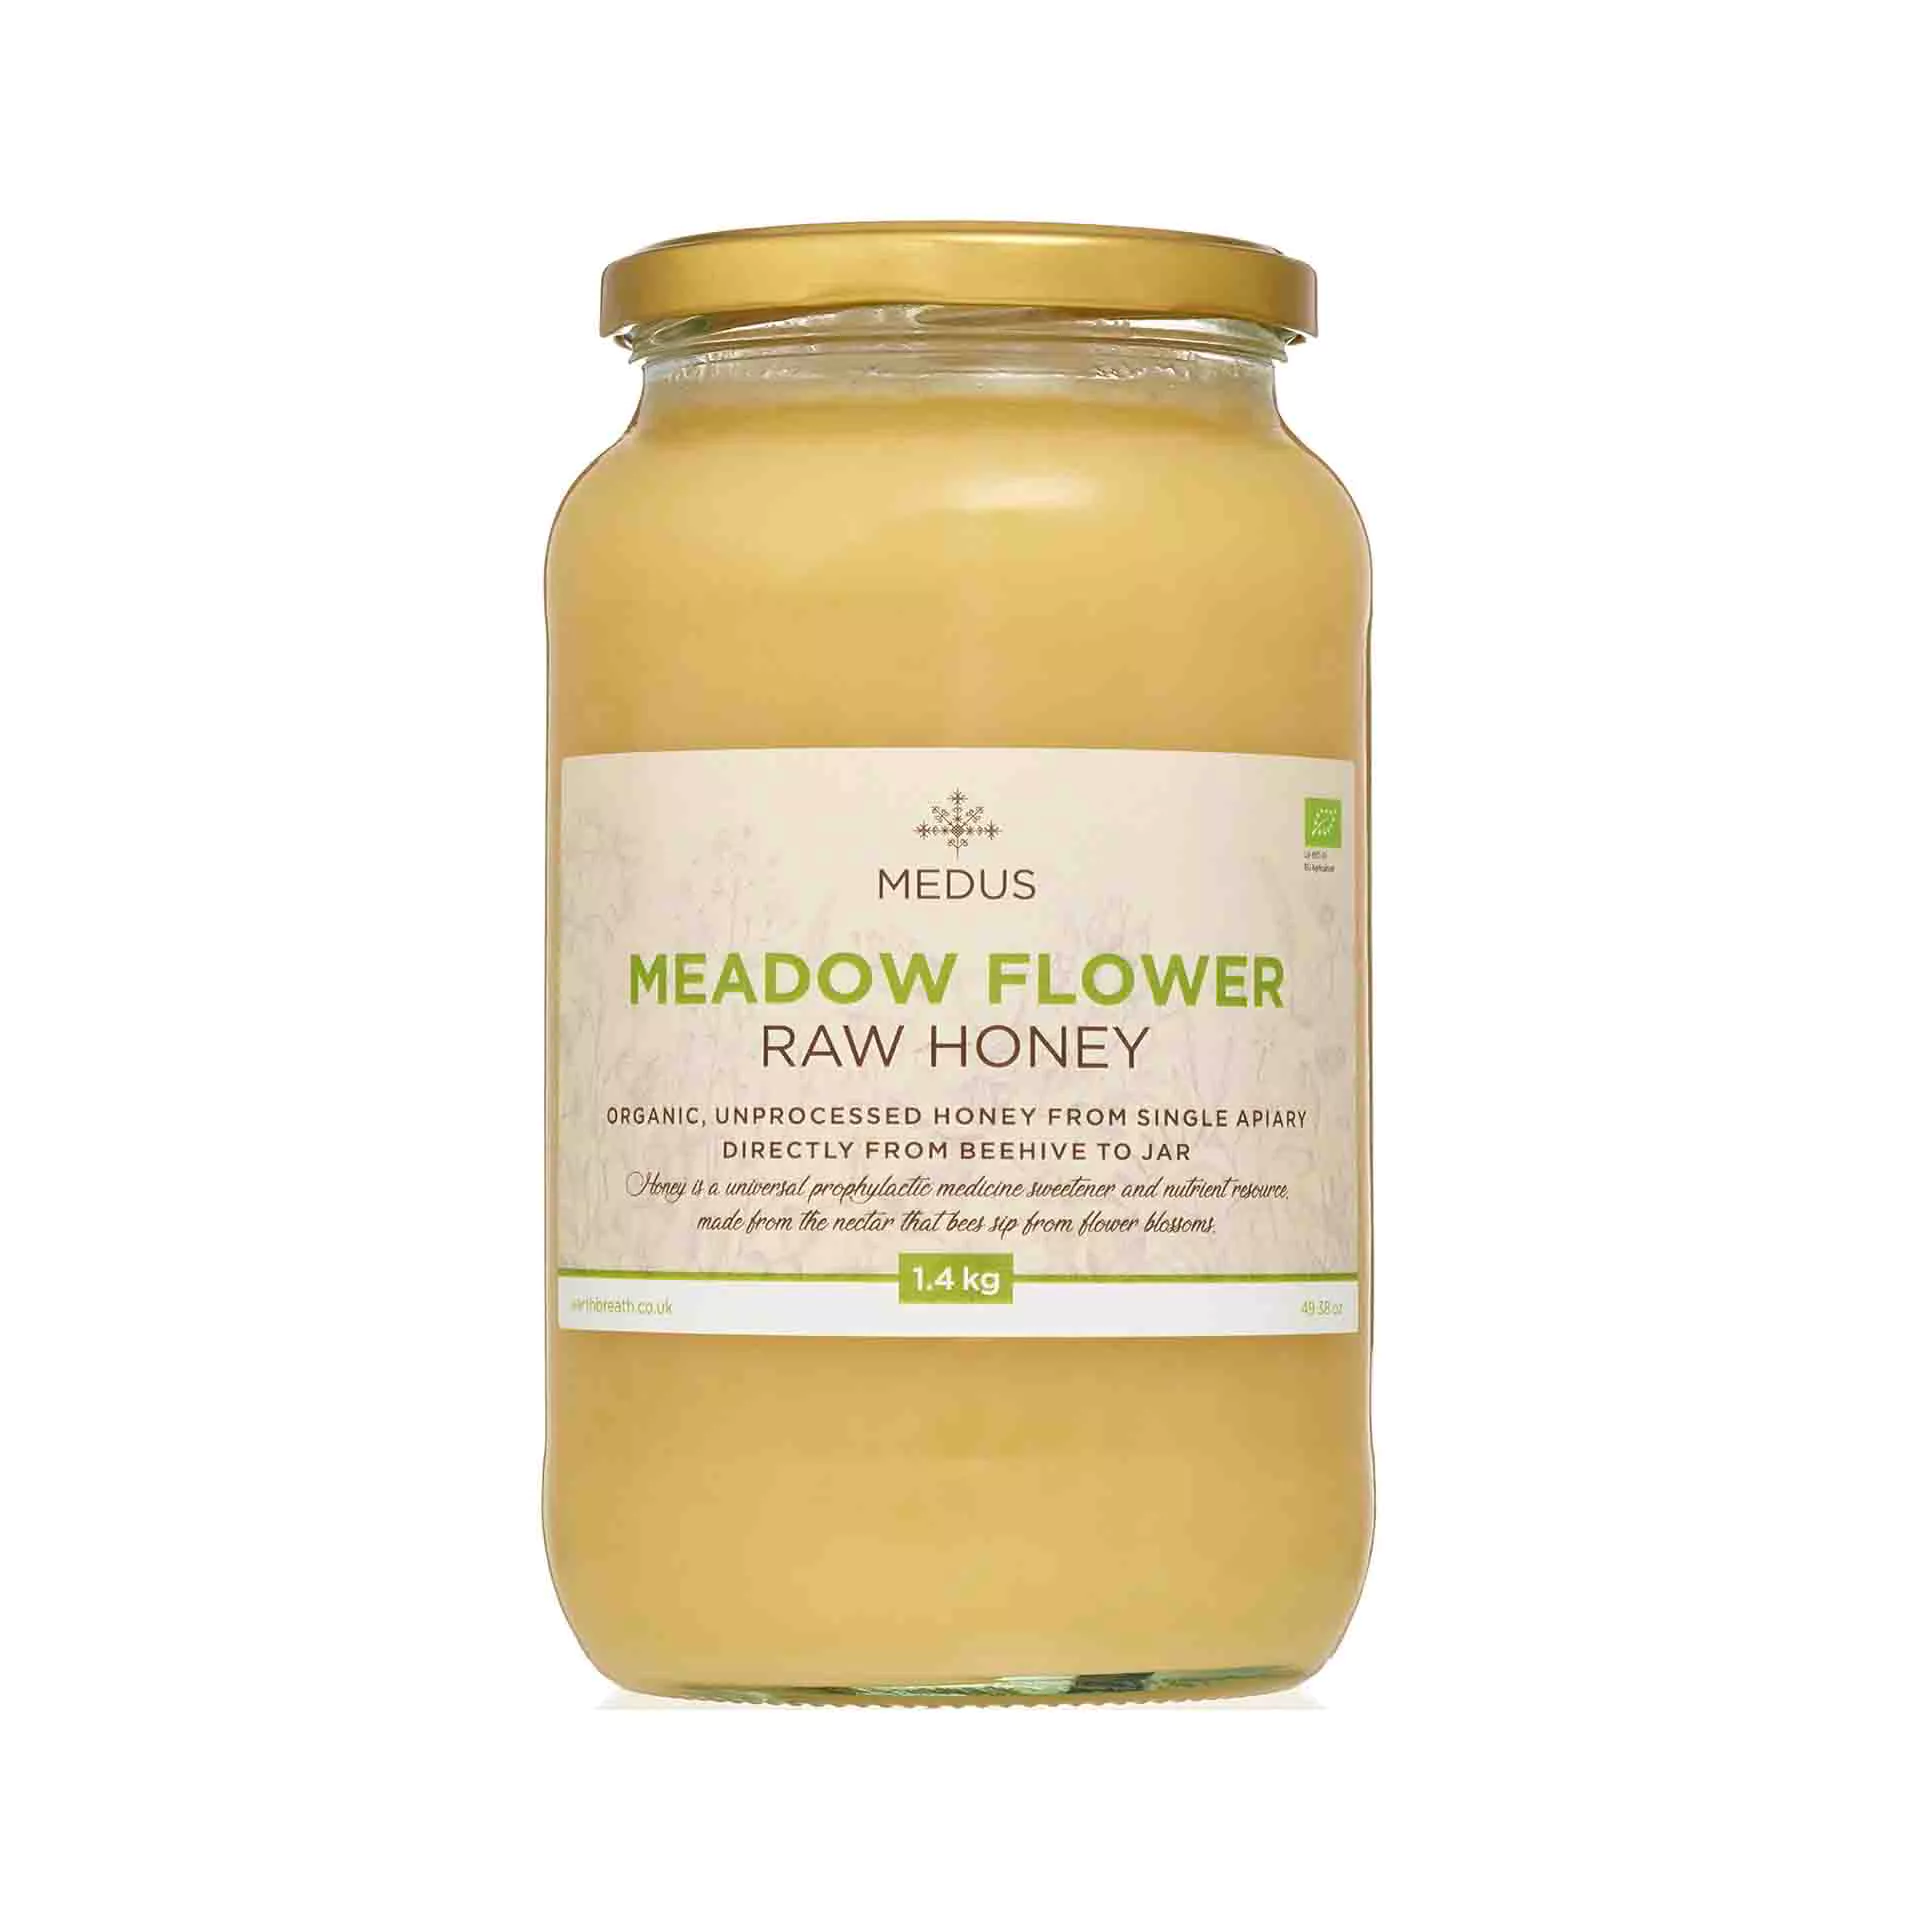 MEDUS
MEADOW FLOWER
RAW HONEY
ORGANIC, UNPROCESSED HONEY FROM SINGLE APIARY
DIRECTLY FROM BEEHIVE TO JAR
Honey is a universal prophylactic medicine sweetener and nutrient resource,
made from the nectar that bees sip from flower blossoms.
1.4 kg
earthbreath.co.uk
49.38 oz